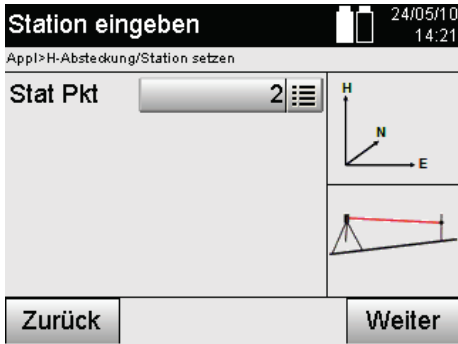 Station eingeben
24/05/10
14:21
Appl>H-Absteckung/Station setzen
Stat Pkt
2
H
N
E
Zurück
Weiter